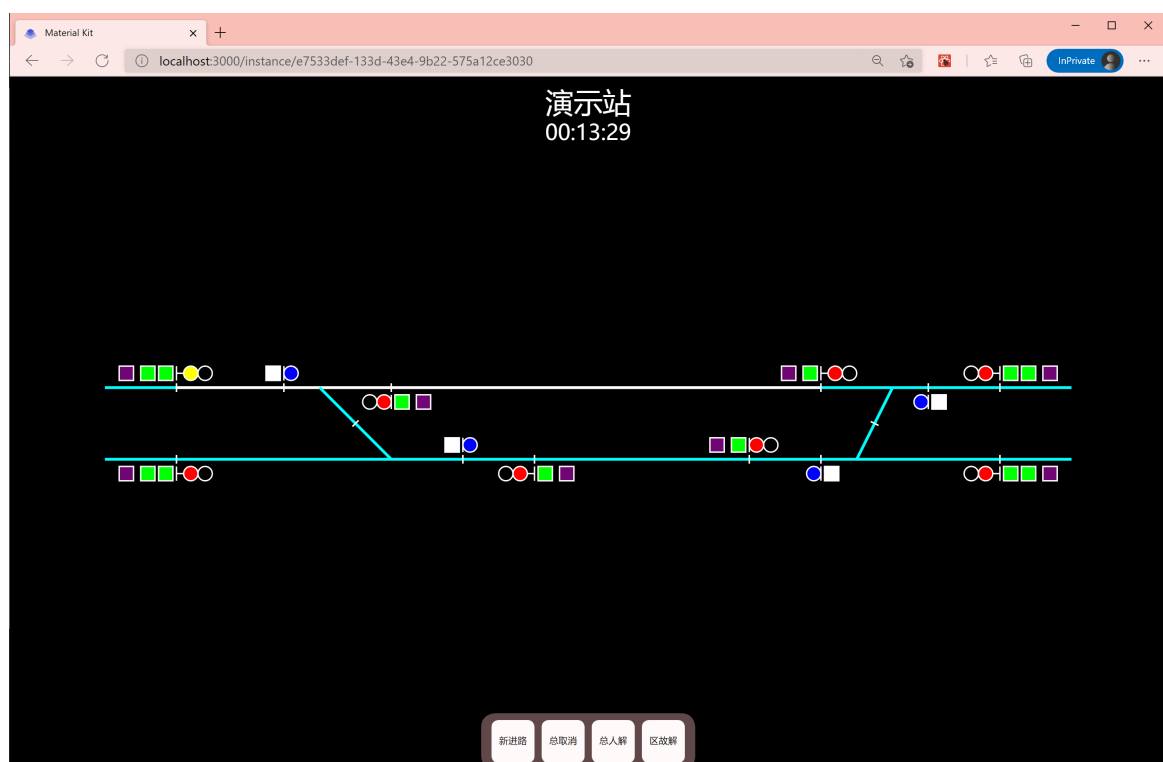 Material Kit
localhost:3000/instance/e7533def-133d-43e4-9b22-575a12ce3030
InPrivate
演示站
00:13:29
新进路
总取消
总人解
区故解